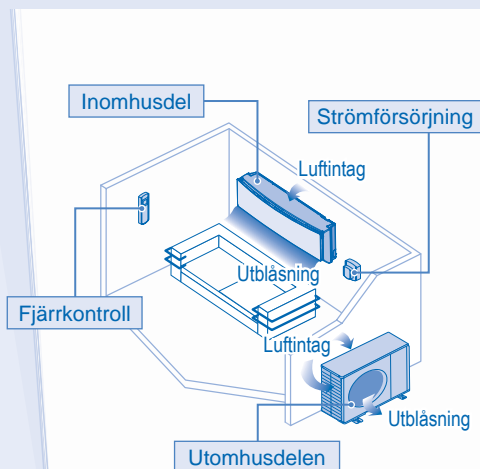 Inomhusdel
Strömförsörjning
Luftintag
Utblåsning
Fjärrkontroll
Luftintag
Utblåsning
Utomhusdelen